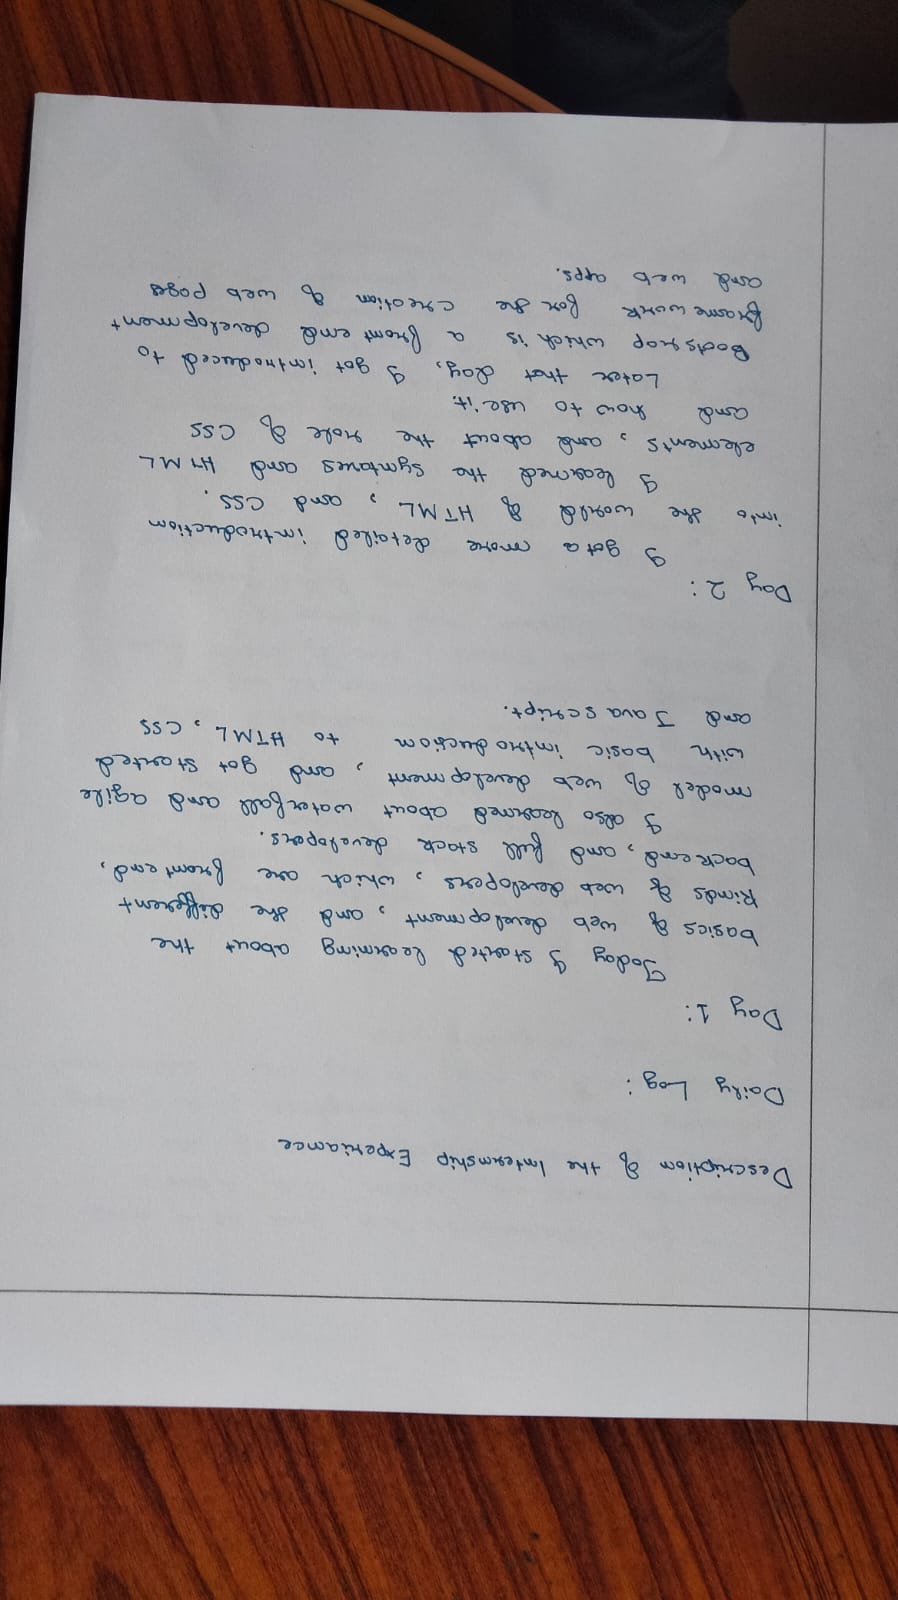 Description of the Internship Experiance
Daily Log:
Day 1:
Today I started learning about the
basics of web development, and the different
kinds of web developers, which are front end,
back end, and full stack developers.
I also learned about waterfall and agile
model of web development, and got started
with basic introduction to HTML, CSS
and Java script.
Day 2:
I got a more detailed introduction
into the world of HTML, and CSS.
I learned the syntaxes and HTML
elements, and about the role of CSS
and how to use it.
Later that day, I got introduced to
Bootstrap which is a front end development
frame work for the creation of web pages
and web apps.